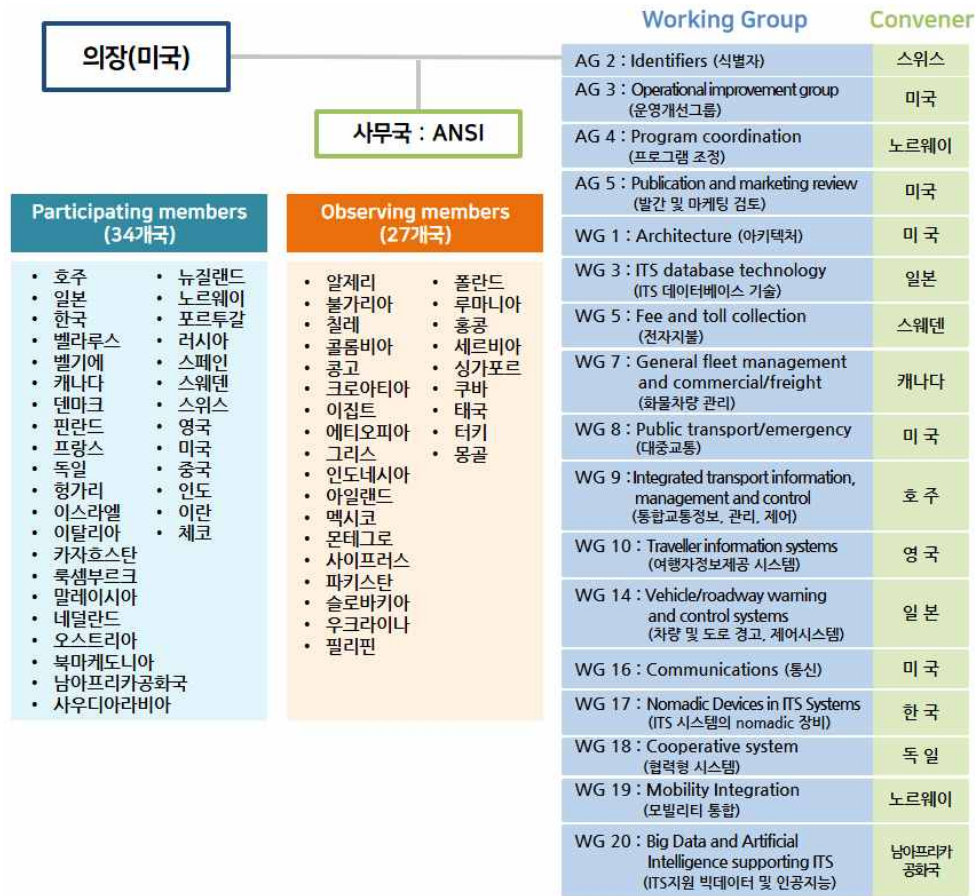 의장(미국)
사무국 : ANSI
Participating members
(34개국)
• 호주
• 일본
• 한국
• 벨라루스
• 벨기에
• 캐나다
• 덴마크
• 핀란드
• 프랑스
• 독일
• 헝가리
• 이스라엘
• 이탈리아
• 카자흐스탄
• 룩셈부르크
• 말레이시아
• 네덜란드
• 오스트리아
• 북마케도니아
• 남아프리카공화국
• 사우디아라비아
• 뉴질랜드
• 노르웨이
• 포르투갈
• 러시아
• 스페인
• 스웨덴
• 스위스
• 영국
• 미국
• 중국
• 인도
• 이란
• 체코
Observing members
(27개국)
• 알제리
• 불가리아
• 칠레
• 콜롬비아
• 콩고
• 크로아티아
• 이집트
• 에티오피아
• 그리스
• 인도네시아
• 아일랜드
• 멕시코
• 몬테그로
• 사이프러스
• 파키스탄
• 슬로바키아
• 우크라이나
• 필리핀
• 폴란드
• 루마니아
• 홍콩
• 세르비아
• 싱가포르
• 쿠바
• 태국
• 터키
• 몽골
Working Group Convener
AG 2 : Identifiers (식별자) 스위스
AG 3 : Operational improvement group
(운영개선그룹)
미국
AG 4 : Program coordination
(프로그램 조정)
노르웨이
AG 5 : Publication and marketing review
(발간 및 마케팅 검토)
미국
WG 1 : Architecture (아키텍처) 미 국
WG 3 : ITS database technology
(ITS 데이터베이스 기술)
일본
WG 5 : Fee and toll collection
(전자지불)
스웨덴
WG 7 : General fleet management
and commercial/freight
(화물차량 관리)
캐나다
WG 8 : Public transport/emergency
(대중교통)
미 국
WG 9 : Integrated transport information,
management and control
(통합교통정보, 관리, 제어)
호 주
WG 10 : Traveller information systems
(여행자정보제공 시스템)
영 국
WG 14 : Vehicle/roadway warning
and control systems
(차량 및 도로 경고, 제어시스템)
일 본
WG 16 : Communications (통신) 미 국
WG 17 : Nomadic Devices in ITS Systems
(ITS 시스템의 nomadic 장비)
한 국
WG 18 : Cooperative system
(협력형 시스템)
독 일
WG 19 : Mobility Integration
(모빌리티 통합)
노르웨이
WG 20 : Big Data and Artificial
Intelligence supporting ITS
(ITS지원 빅데이터 및 인공지능)
남아프리카
공화국